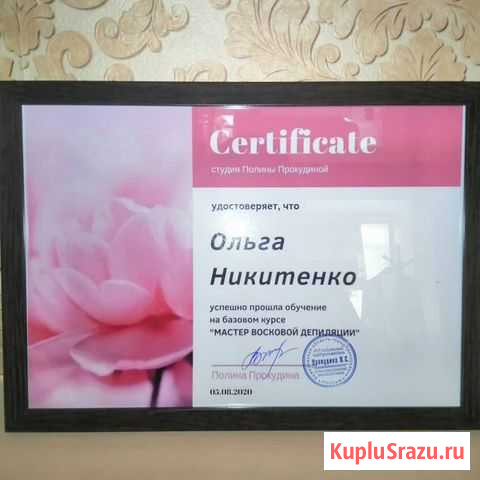 Certificate
студия Полины Прокудиной
удостоверяет, что
Ольга
Никитенко
успешно прошла обучение
на базовом курсе
"МАСТЕР ВОСКОВОЙ ДЕПИЛЯЦИИ"
Полина Прокудина
05.08.2020
KupluSrazu.ru